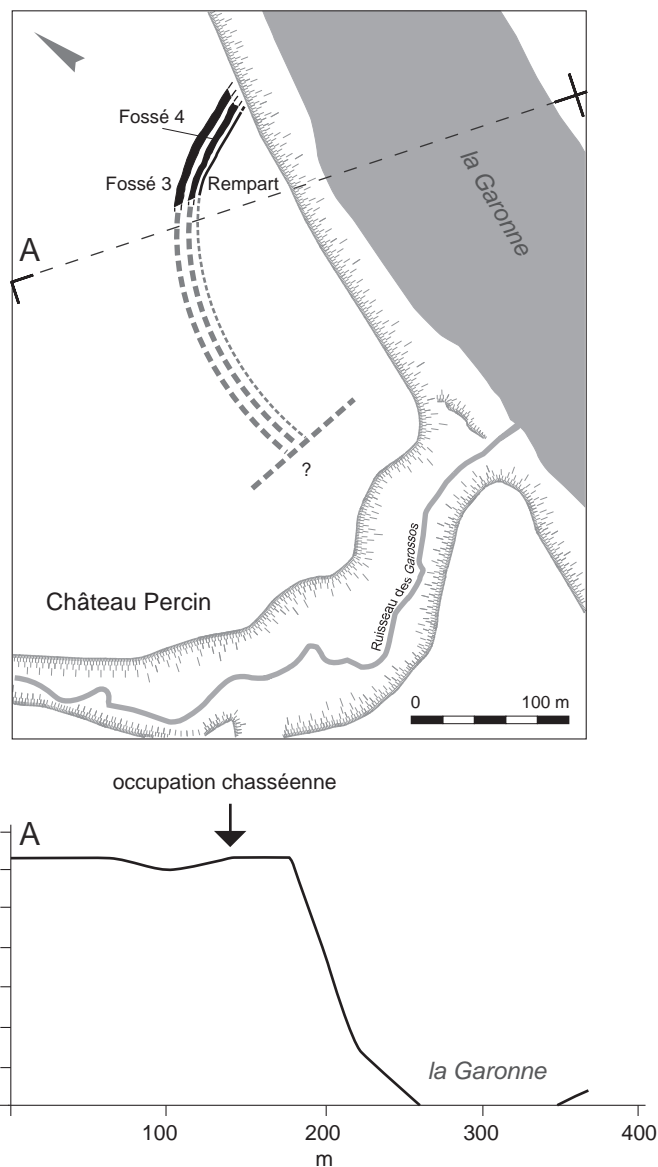 Fossé 4
Fossé 3
Rempart
la Garonne
A
?
Ruisseau des Garossos
Château Percin
0 100 m
occupation chasséenne
A
la Garonne
100 200 300 400
m